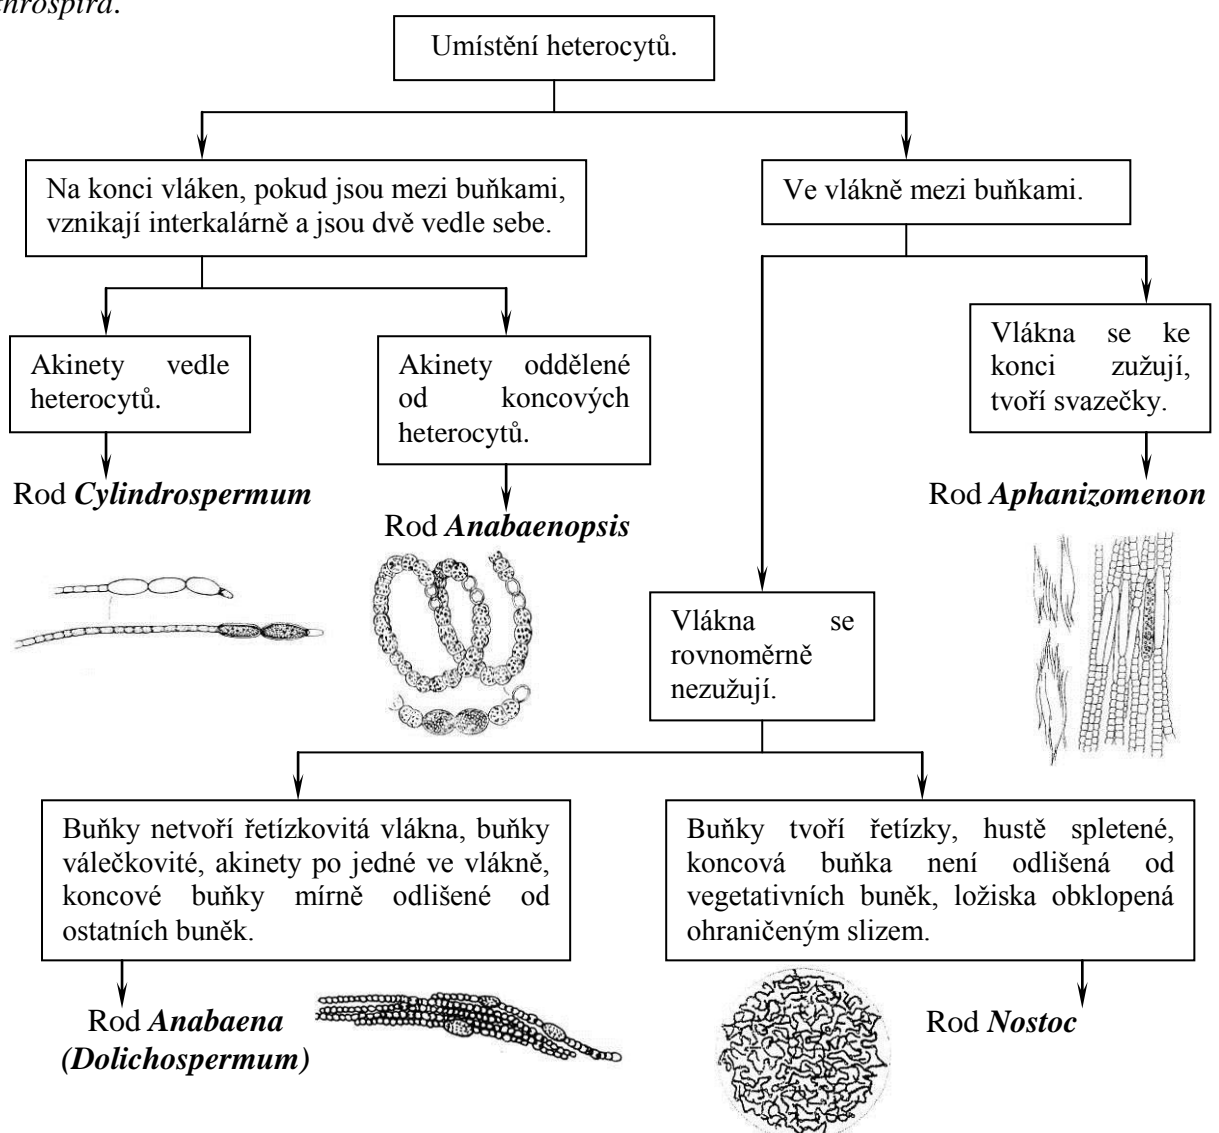 throspira.
Umístění heterocytů.
Na konci vláken, pokud jsou mezi buňkami,
vznikají interkalárně a jsou dvě vedle sebe.
Ve vlákně mezi buňkami.
Akinety vedle
heterocytů.
Akinety oddělené
od koncových
heterocytů.
Vlákna se ke
konci zužují,
tvoří svazečky.
Rod Cylindrospermum
Rod Anabaenopsis
Rod Aphanizomenon
Vlákna se
rovnoměrně
nezužují.
Buňky netvoří řetízkovitá vlákna, buňky
válečkovité, akinety po jedné ve vlákně,
koncové buňky mírně odlišené od
ostatních buněk.
Buňky tvoří řetízky, hustě spletené,
koncová buňka není odlišená od
vegetativních buněk, ložiska obklopená
ohraničeným slizem.
Rod Anabaena
(Dolichospermum)
Rod Nostoc